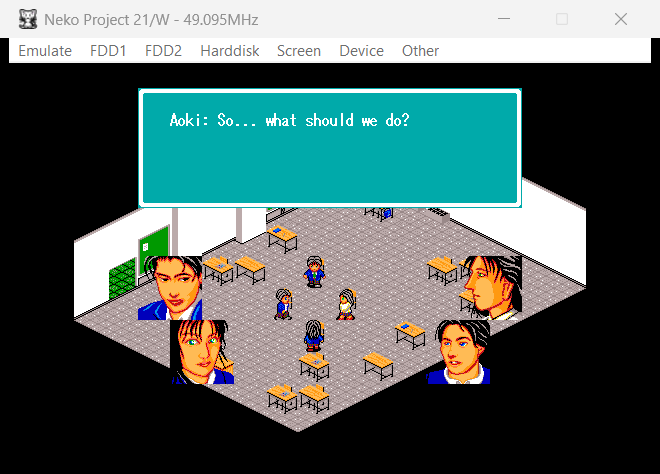 Neko Project 21/W - 49.095MHz
Emulate FDD1 FDD2 Harddisk Screen Device Other
Aoki: So... what should we do?